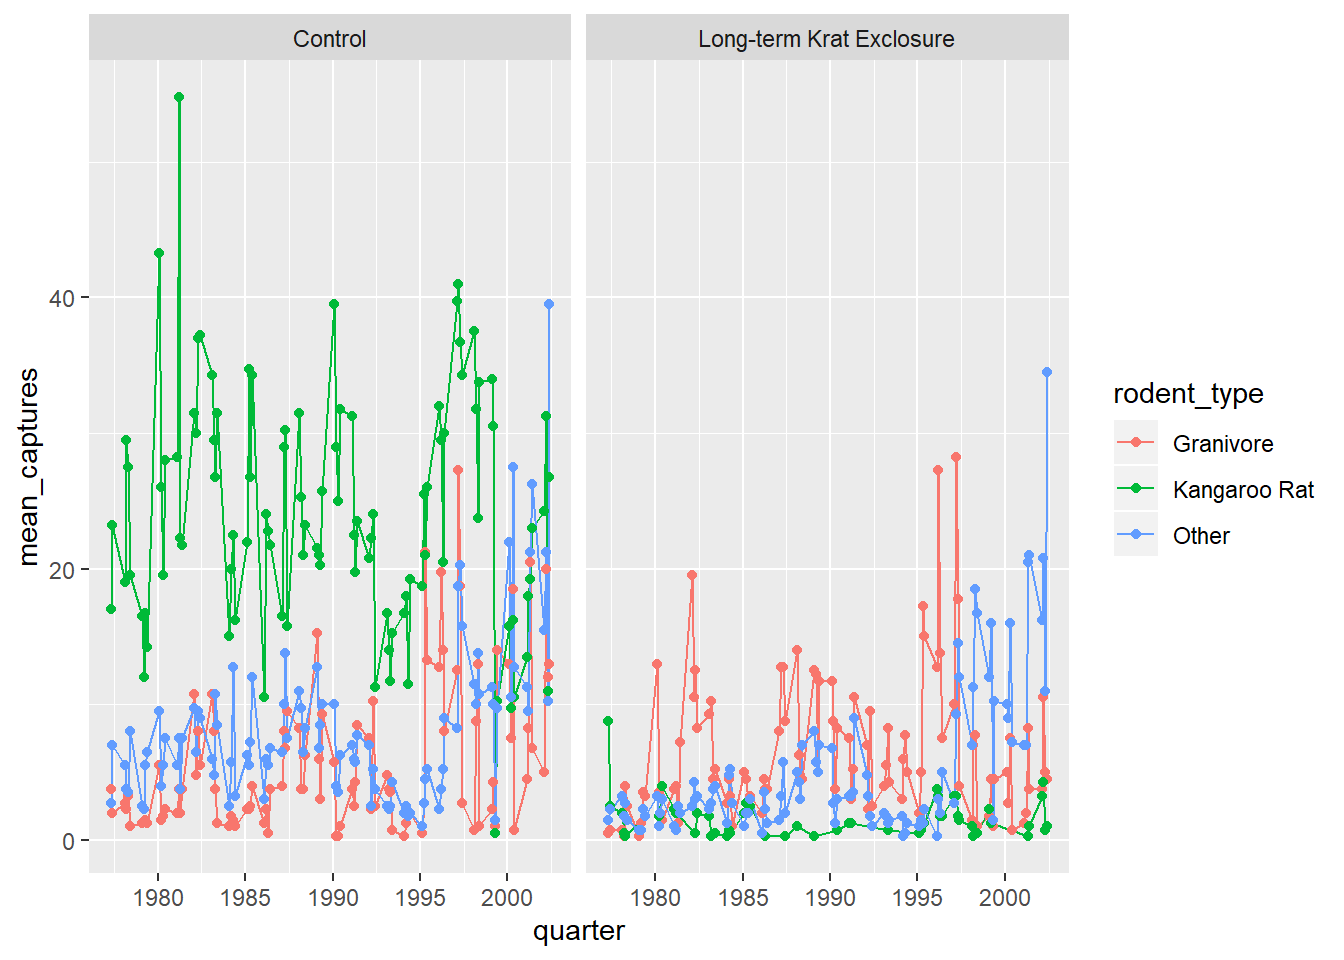 Control
Long-term Krat Exclosure
40
20
0
mean_captures
1980 1985 1990 1995 2000
1980 1985 1990 1995 2000
quarter
rodent_type
Granivore
Kangaroo Rat
Other